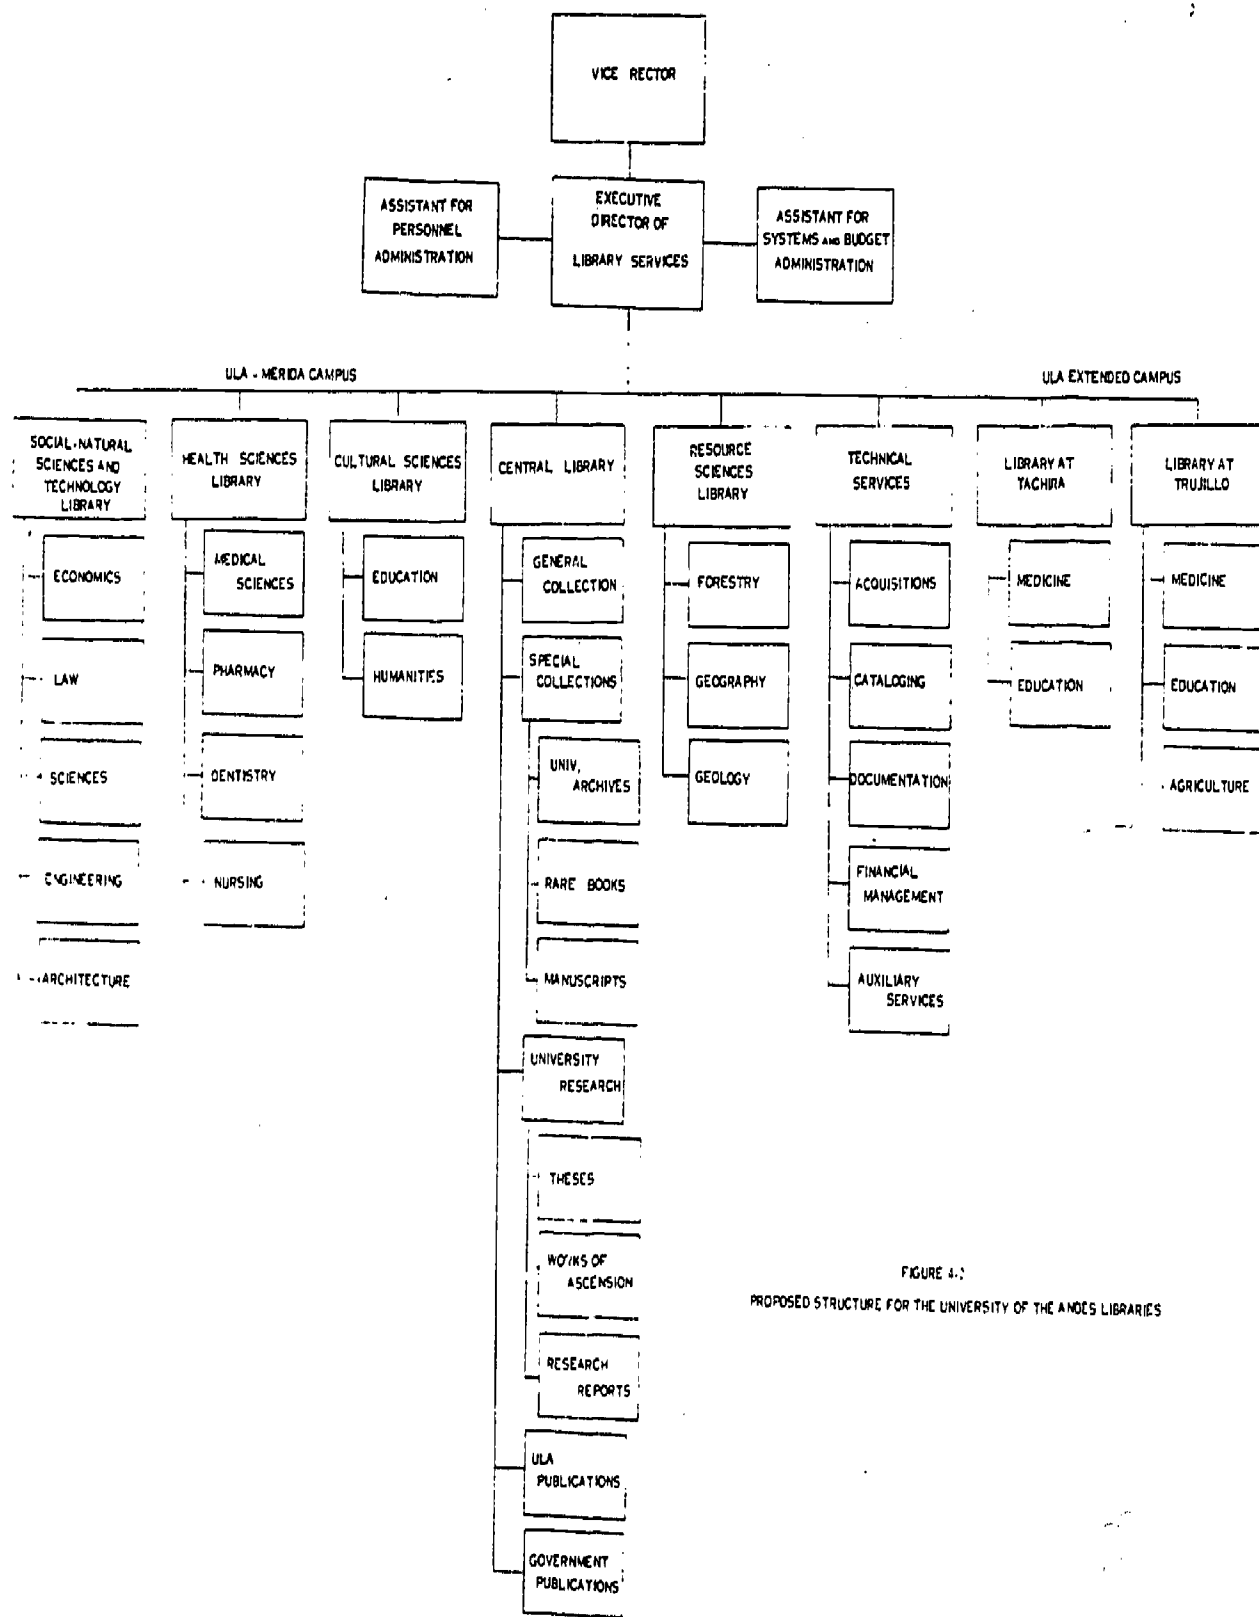 VICE RECTOR
ASSISTANT FOR
PERSONNEL
ADMINISTRATION
EXECUTIVE
DIRECTOR OF
LIBRARY SERVICES
ASSISTANT FOR
SYSTEMS AND BUDGET
ADMINISTRATION
ULA - MERIDA CAMPUS
ULA EXTENDED CAMPUS
SOCIAL-NATURAL
SCIENCES AND
TECHNOLOGY
LIBRARY
ECONOMICS
LAW
SCIENCES
ENGINEERING
ARCHITECTURE
HEALTH SCIENCES
LIBRARY
MEDICAL
SCIENCES
PHARMACY
DENTISTRY
NURSING
CULTURAL SCIENCES
LIBRARY
EDUCATION
HUMANITIES
CENTRAL LIBRARY
GENERAL
COLLECTION
SPECIAL
COLLECTIONS
UNIV.
ARCHIVES
RARE BOOKS
MANUSCRIPTS
UNIVERSITY
RESEARCH
THESES
WORKS OF
ASCENSION
RESEARCH
REPORTS
ULA
PUBLICATIONS
GOVERNMENT
PUBLICATIONS
RESOURCE
SCIENCES
LIBRARY
FORESTRY
GEOGRAPHY
GEOLOGY
TECHNICAL
SERVICES
ACQUISITIONS
CATALOGING
DOCUMENTATION
FINANCIAL
MANAGEMENT
AUXILIARY
SERVICES
LIBRARY AT
TACHIRA
MEDICINE
EDUCATION
LIBRARY AT
TRUJILLO
MEDICINE
EDUCATION
AGRICULTURE
FIGURE
PROPOSED STRUCTURE FOR THE UNIVERSITY OF THE ANDES LIBRARIES